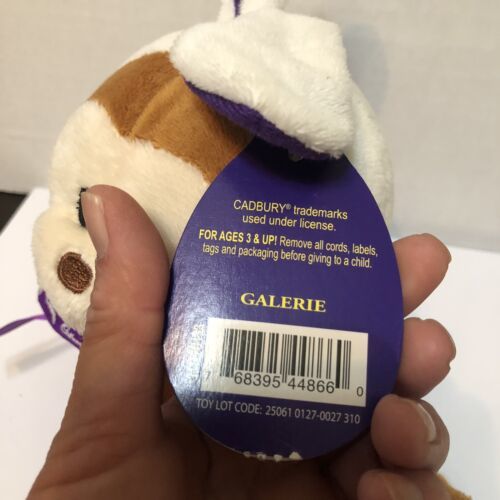 CADBURY® trademarks
used under license.
FOR AGES 3 & UP! Remove all cords, labels,
tags and packaging before giving to a child.
GALERIE
7 68395 44866 0
TOY LOT CODE: 25061 0127-0027 310